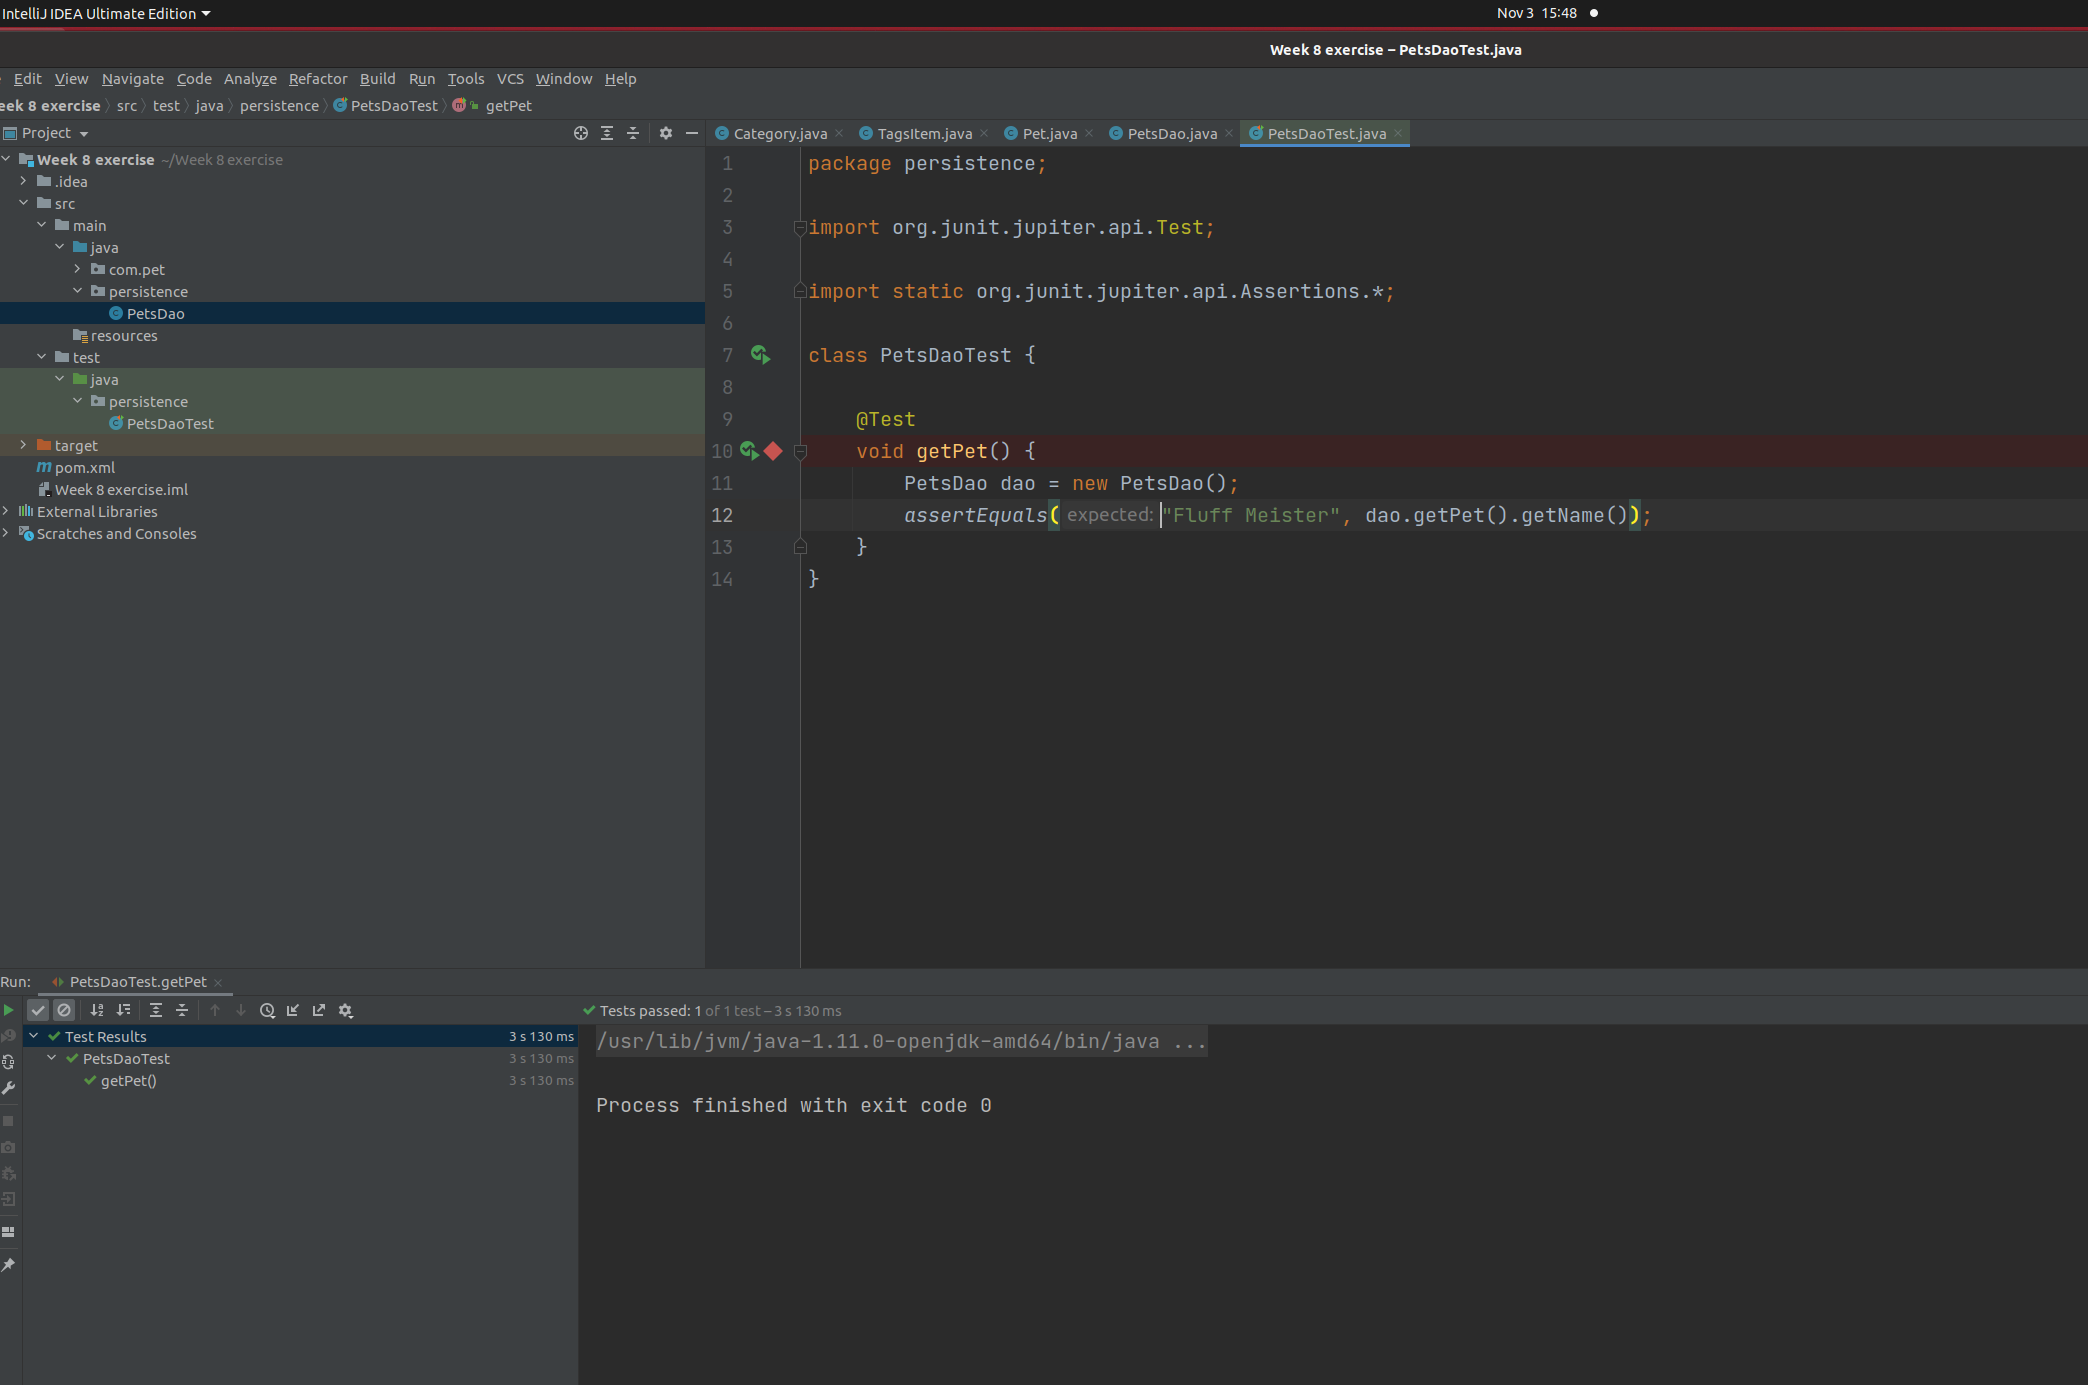 IntelliJ IDEA Ultimate Edition
Nov 3 15:48
Week 8 exercise – PetsDaoTest.java
Edit View Navigate Code Analyze Refactor Build Run Tools VCS Window Help
eek 8 exercise src test java persistence PetsDaoTest m getPet
Project
Category.java TagsItem.java Pet.java PetsDao.java PetsDaoTest.java
Week 8 exercise ~/Week 8 exercise
.idea
src
main
java
com.pet
persistence
PetsDao
resources
test
java
persistence
PetsDaoTest
target
pom.xml
Week 8 exercise.iml
External Libraries
Scratches and Consoles
1 package persistence;
2
3 import org.junit.jupiter.api.Test;
4
5 import static org.junit.jupiter.api.Assertions.*;
6
7 class PetsDaoTest {
8
9 @Test
10 void getPet() {
11 PetsDao dao = new PetsDao();
12 assertEquals( expected: "Fluff Meister", dao.getPet().getName());
13 }
14 }
Run: PetsDaoTest.getPet
Tests passed: 1 of 1 test – 3 s 130 ms
Test Results 3 s 130 ms
PetsDaoTest 3 s 130 ms
getPet() 3 s 130 ms
/usr/lib/jvm/java-1.11.0-openjdk-amd64/bin/java ...
Process finished with exit code 0